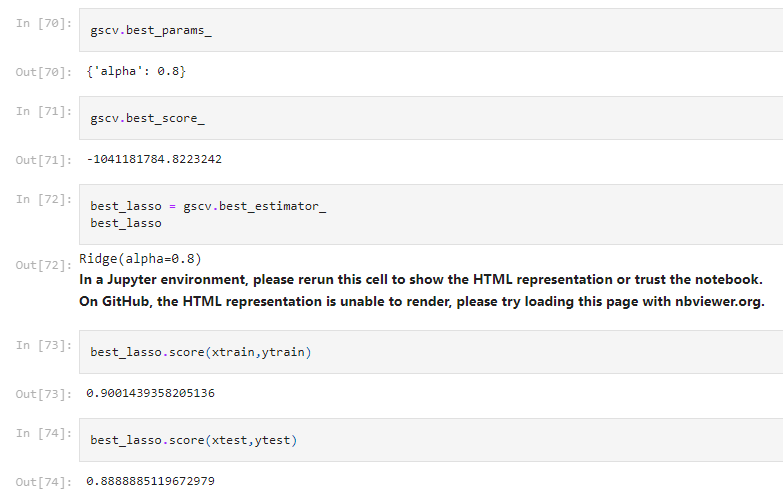 In [70]:
gscv.best_params_
Out[70]:
{'alpha': 0.8}
In [71]:
gscv.best_score_
Out[71]:
-1041181784.8223242
In [72]:
best_lasso = gscv.best_estimator_
best_lasso
Out[72]:
Ridge(alpha=0.8)
In a Jupyter environment, please rerun this cell to show the HTML representation or trust the notebook.
On GitHub, the HTML representation is unable to render, please try loading this page with nbviewer.org.
In [73]:
best_lasso.score(xtrain,ytrain)
Out[73]:
0.9001439358205136
In [74]:
best_lasso.score(xtest,ytest)
Out[74]:
0.8888885119672979